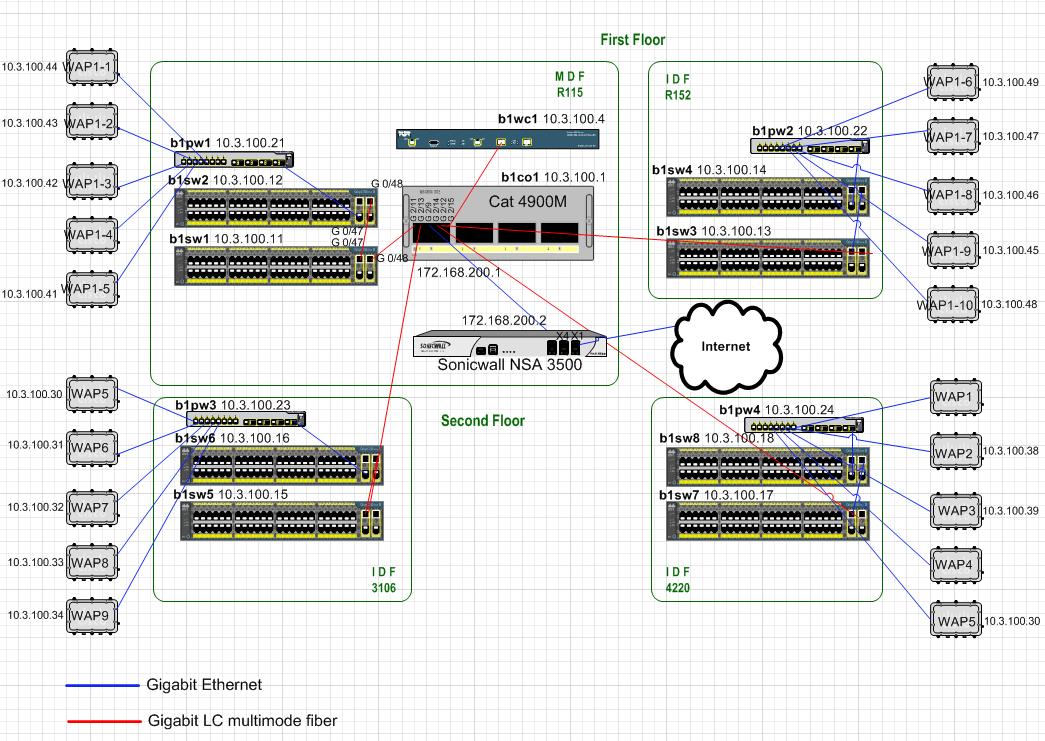 First Floor
M D F
R115
I D F
R152
WAP1-1
10.3.100.44
WAP1-2
10.3.100.43
WAP1-3
10.3.100.42
WAP1-4
WAP1-5
10.3.100.41
b1pw1 10.3.100.21
b1sw2 10.3.100.12
b1sw1 10.3.100.11
G 0/48
G 0/47
G 0/47
G 0/48
b1wc1 10.3.100.4
b1co1 10.3.100.1
Cat 4900M
G 2/11
G 2/13
G 2/9
G 2/14
G 2/12
G 2/15
172.168.200.1
172.168.200.2
X4 X1
SONICWALL
Sonicwall NSA 3500
b1pw2 10.3.100.22
b1sw4 10.3.100.14
b1sw3 10.3.100.13
WAP1-6
10.3.100.49
WAP1-7
10.3.100.47
WAP1-8
10.3.100.46
WAP1-9
10.3.100.45
WAP1-10
10.3.100.48
Internet
Second Floor
WAP5
10.3.100.30
WAP6
10.3.100.31
WAP7
10.3.100.32
WAP8
10.3.100.33
WAP9
10.3.100.34
b1pw3 10.3.100.23
b1sw6 10.3.100.16
b1sw5 10.3.100.15
I D F
3106
b1pw4 10.3.100.24
b1sw8 10.3.100.18
b1sw7 10.3.100.17
I D F
4220
WAP1
WAP2
10.3.100.38
WAP3
10.3.100.39
WAP4
WAP5
10.3.100.30
Gigabit Ethernet
Gigabit LC multimode fiber